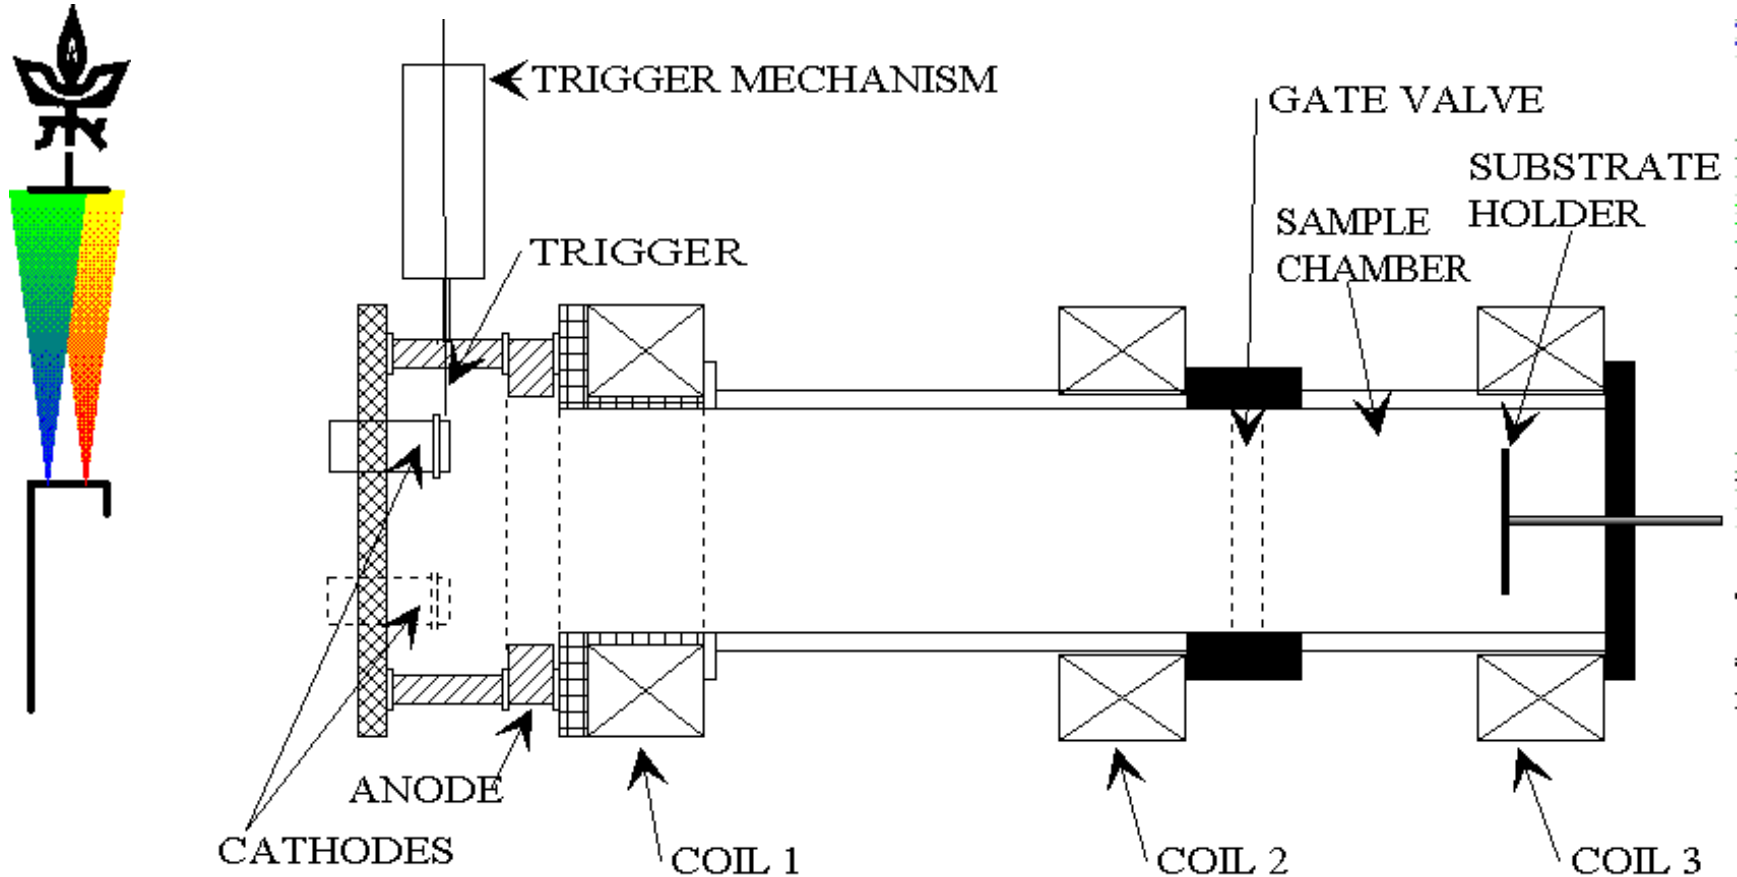 TRIGGER MECHANISM
GATE VALVE
SUBSTRATE
HOLDER
SAMPLE
CHAMBER
TRIGGER
ANODE
CATHODES
COIL 1
COIL 2
COIL 3